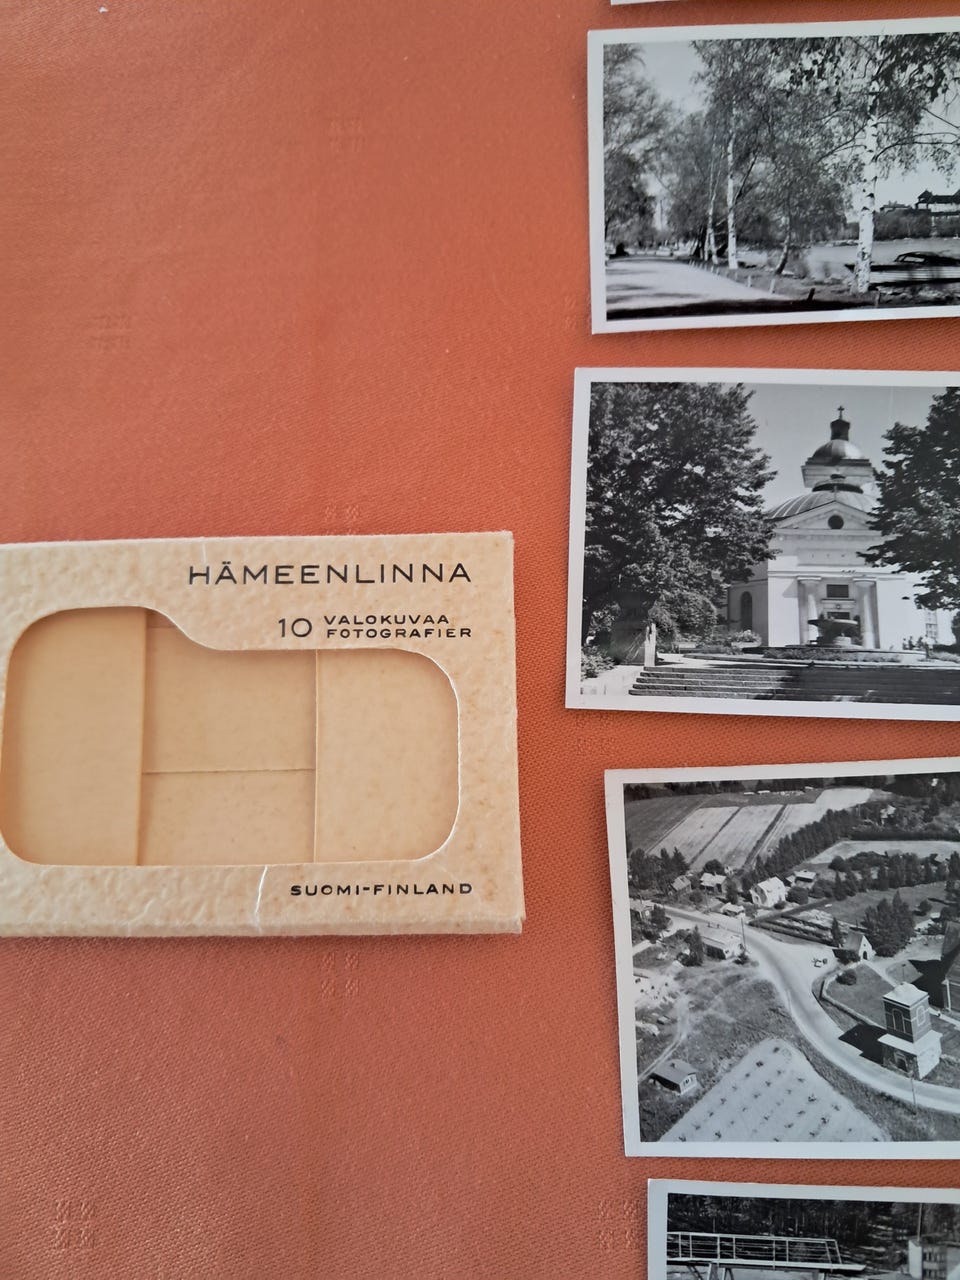 HÄMEENLINNA
10 VALOKUVAA
FOTOGRAFIER
SUOMI-FINLAND